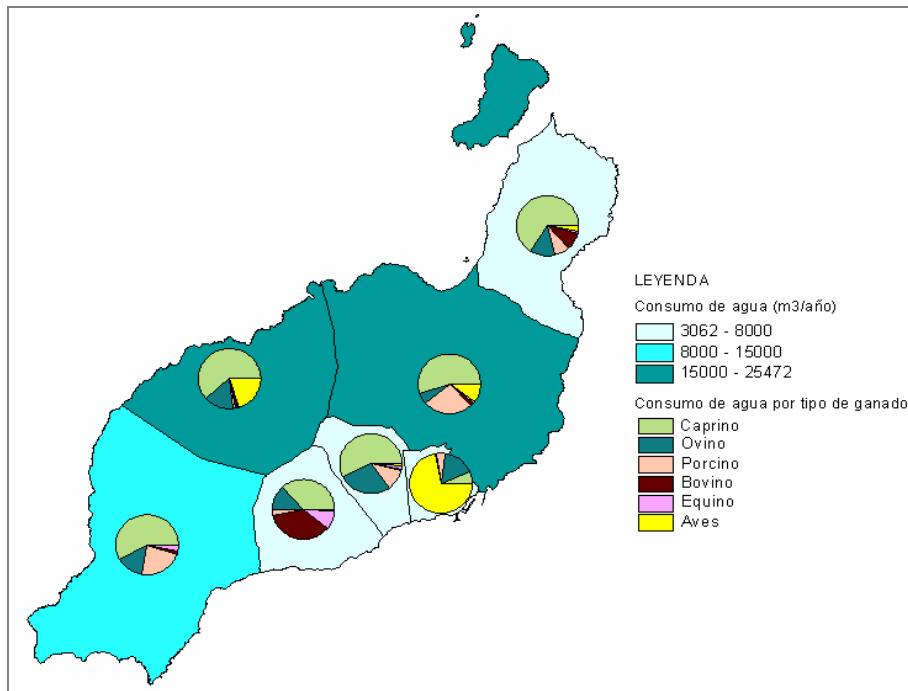 LEYENDA
Consumo de agua (m3/año)
3062 - 8000
8000 - 15000
15000 - 25472
Consumo de agua por tipo de ganado
Caprino
Ovino
Porcino
Bovino
Equino
Aves